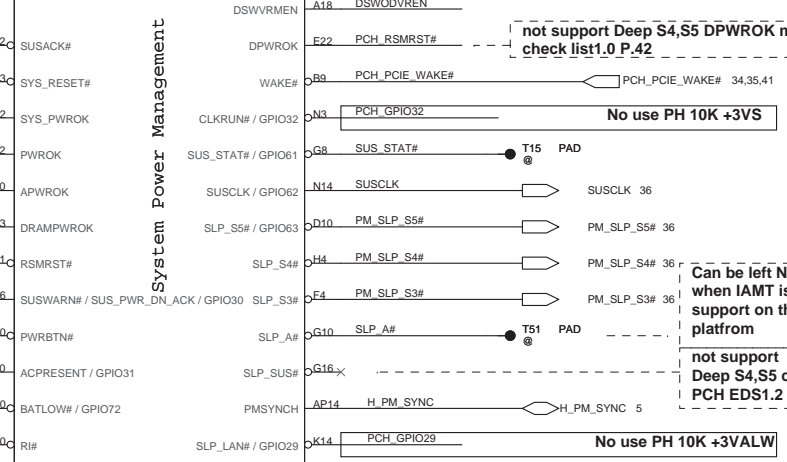 DSWVRMEN A18 DSWODVREN
not support Deep S4,S5 DPWROK
check list1.0 P.42
SUSACK# DPWROK E22 PCH_RSMRST#
SYS_RESET# WAKE# B9 PCH_PCIE_WAKE# PCH_PCIE_WAKE# 34,35,41
SYS_PWROK CLKRUN# / GPIO32 N3 PCH_GPIO32 No use PH 10K +3VS
PWROK SUS_STAT# / GPIO61 G8 SUS_STAT# T15 PAD
@
APWROK SUSCLK / GPIO62 N14 SUSCLK SUSCLK 36
DRAMPWROK SLP_S5# / GPIO63 D10 PM_SLP_S5# PM_SLP_S5# 36
RSMRST# SLP_S4# H4 PM_SLP_S4# PM_SLP_S4# 36
SUSWARN# / SUS_PWR_DN_ACK / GPIO30 SLP_S3# F4 PM_SLP_S3# PM_SLP_S3# 36
Can be left
when IAMT
support on
platfrom
PWRBTN# SLP_A# G10 SLP_A# T51 PAD
@
ACPRESENT / GPIO31 SLP_SUS# G16
not support
Deep S4,S5
PCH EDS1.2
BATLOW# / GPIO72 PMSYNCH AP14 H_PM_SYNC H_PM_SYNC 5
RI# SLP_LAN# / GPIO29 K14 PCH_GPIO29 No use PH 10K +3VALW
System Power Management